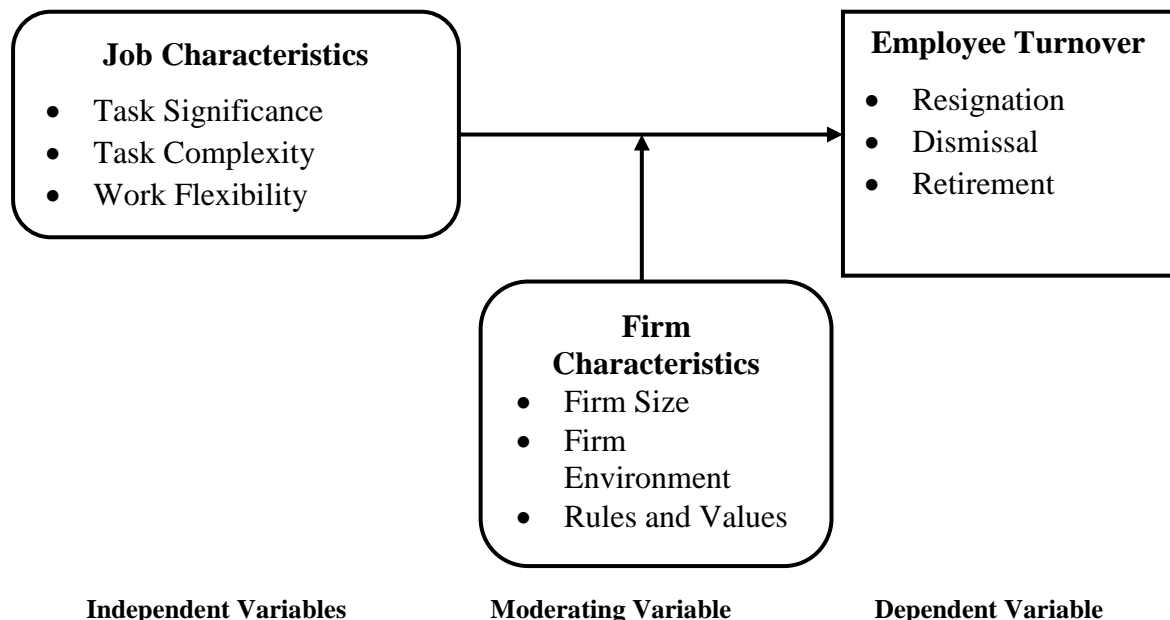 Job Characteristics
• Task Significance
• Task Complexity
• Work Flexibility
Employee Turnover
• Resignation
• Dismissal
• Retirement
Firm
Characteristics
• Firm Size
• Firm
Environment
• Rules and Values
Independent Variables
Moderating Variable
Dependent Variable